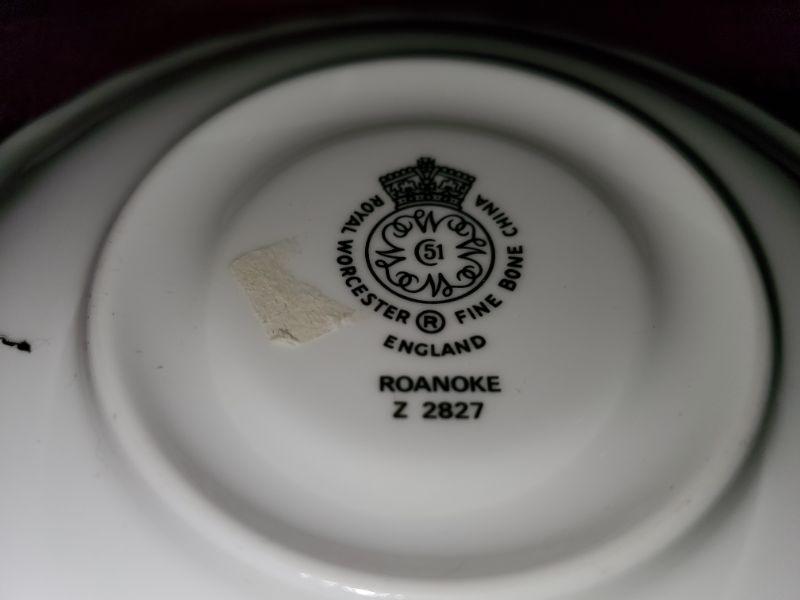 ROYAL WORCESTER ® FINE BONE CHINA
51
ENGLAND
ROANOKE
Z 2827